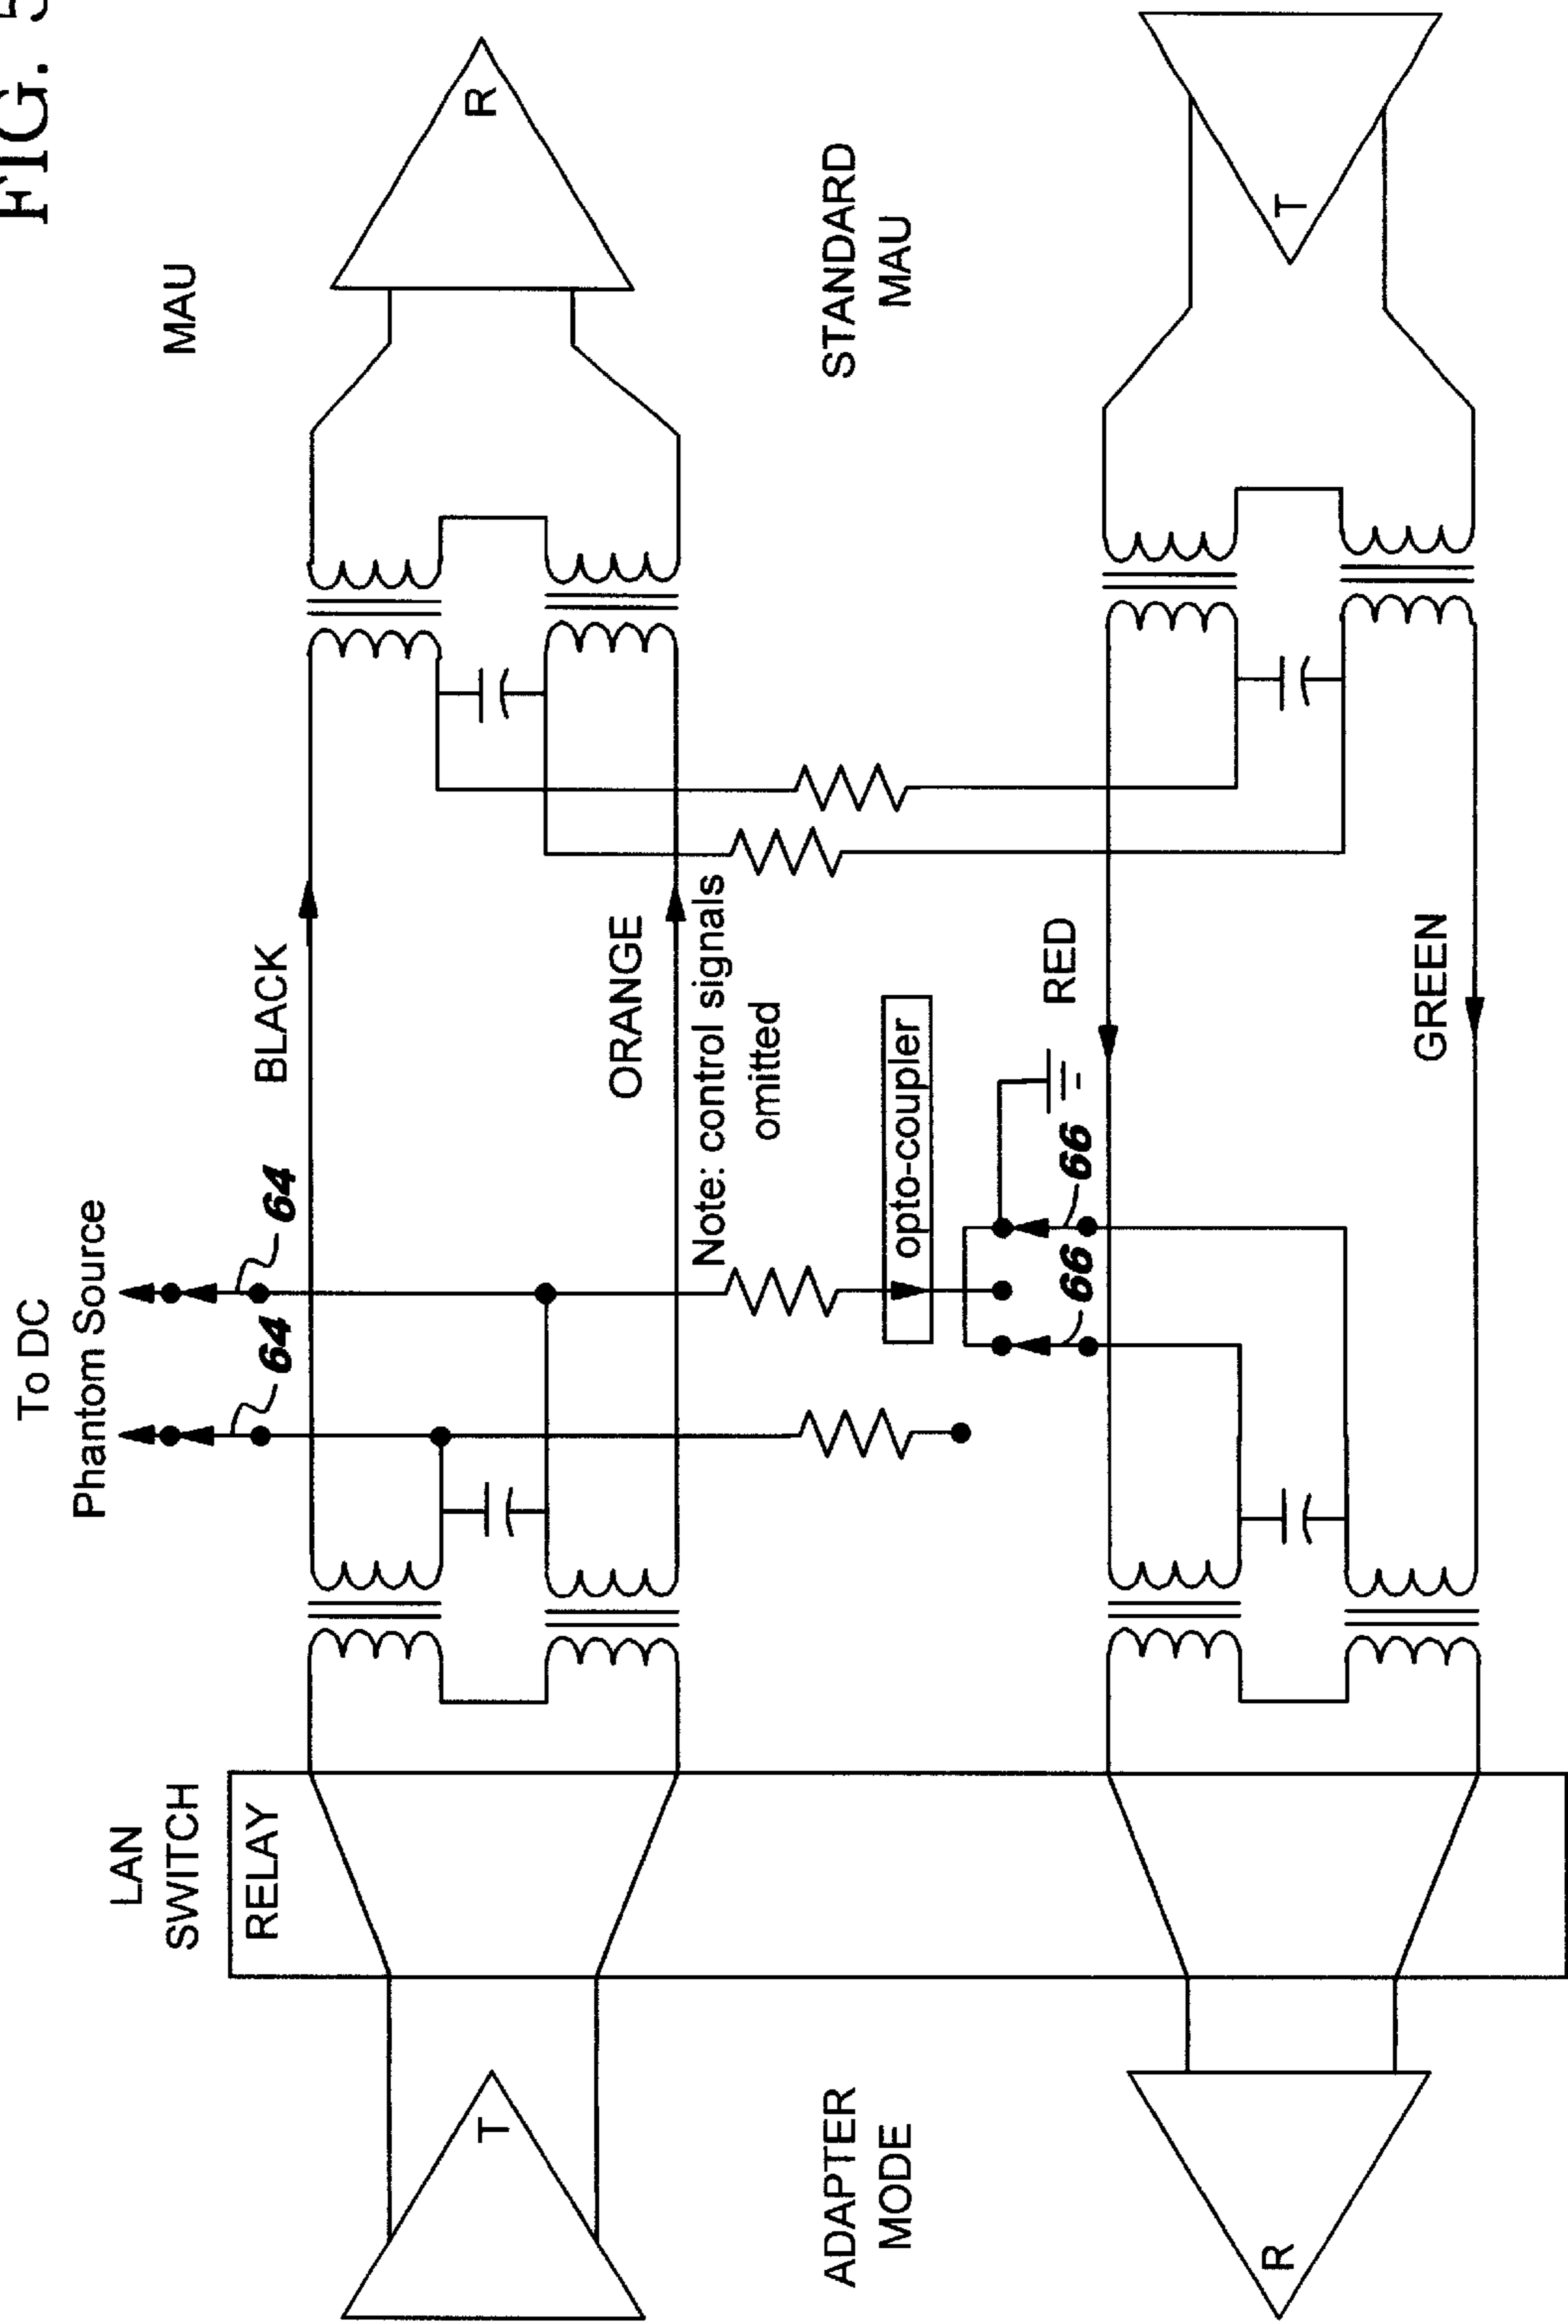 FIG. 5
To DC
Phantom Source
LAN
SWITCH
RELAY
64
64
BLACK
MAU
R
T
ORANGE
Note: control signals
omitted
ADAPTER
MODE
opto-coupler
STANDARD
MAU
66
66
RED
R
GREEN
T